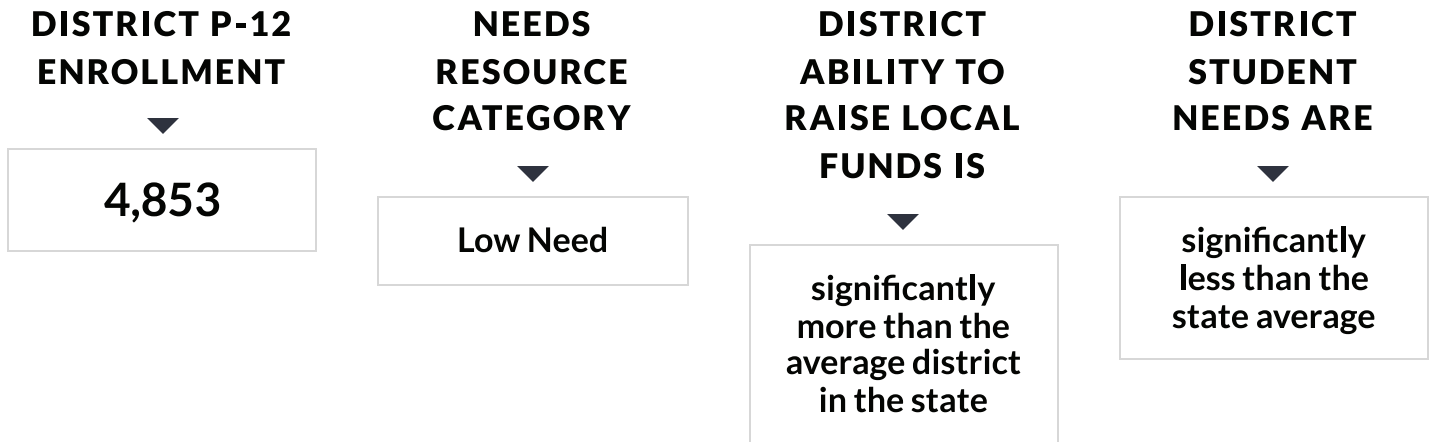 DISTRICT P-12
ENROLLMENT
4,853
NEEDS
RESOURCE
CATEGORY
Low Need
DISTRICT
ABILITY TO
RAISE LOCAL
FUNDS IS
significantly
more than the
average district
in the state
DISTRICT
STUDENT
NEEDS ARE
significantly
less than the
state average